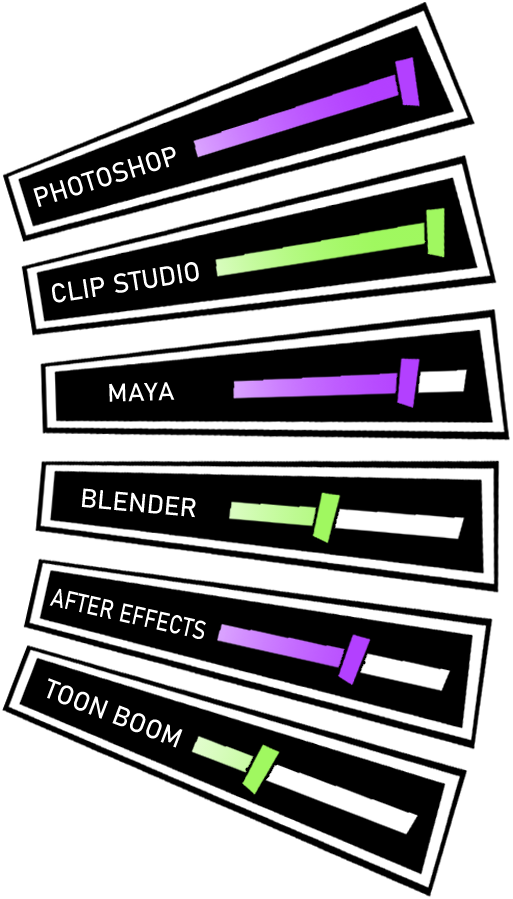 PHOTOSHOP
CLIP STUDIO
MAYA
BLENDER
AFTER EFFECTS
TOON BOOM